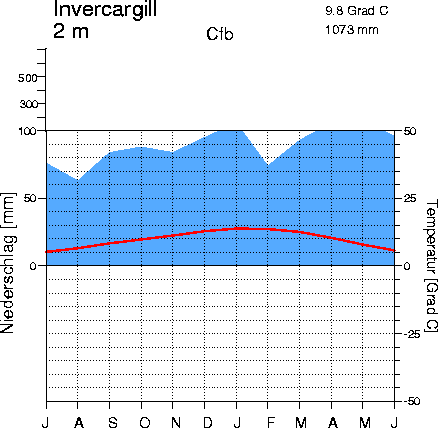 Invercargill
2 m
Cfb
9.8 Grad C
1073 mm
500
300
100
50
0
Niederschlag [mm]
50
25
0
-25
-50
Temperatur [Grad C]
J A S O N D J F M A M J